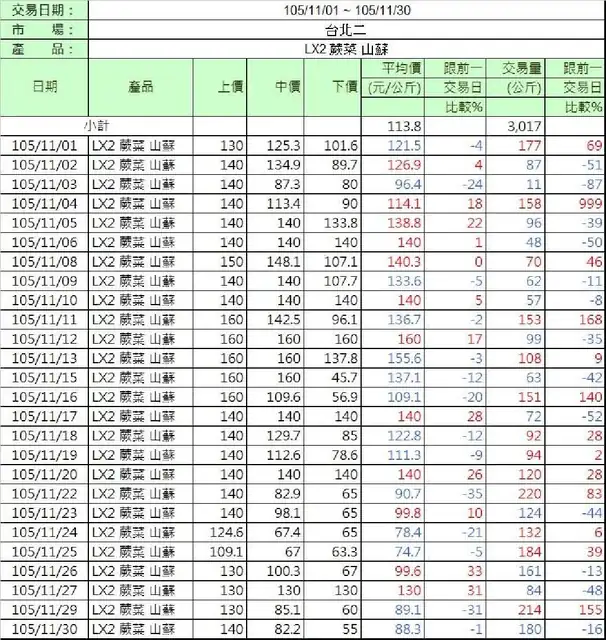 交易日期： 105/11/01 ~ 105/11/30
市 場： 台北二
產 品： LX2 蕨菜 山蘇
日期 產品 上價 中價 下價 平均價 (元/公斤) 跟前一交易日比較% 交易量 (公斤) 跟前一交易日比較%
小計 113.8 3,017
105/11/01 LX2 蕨菜 山蘇 130 125.3 101.6 121.5 -4 177 69
105/11/02 LX2 蕨菜 山蘇 140 134.9 89.7 126.9 4 87 -51
105/11/03 LX2 蕨菜 山蘇 140 87.3 80 96.4 -24 11 -87
105/11/04 LX2 蕨菜 山蘇 140 113.4 90 114.1 18 158 999
105/11/05 LX2 蕨菜 山蘇 140 140 133.8 138.8 22 96 -39
105/11/06 LX2 蕨菜 山蘇 140 140 140 140 1 48 -50
105/11/08 LX2 蕨菜 山蘇 150 148.1 107.1 140.3 0 70 46
105/11/09 LX2 蕨菜 山蘇 140 140 107.7 133.6 -5 62 -11
105/11/10 LX2 蕨菜 山蘇 140 140 140 140 5 57 -8
105/11/11 LX2 蕨菜 山蘇 160 142.5 96.1 136.7 -2 153 168
105/11/12 LX2 蕨菜 山蘇 160 160 160 160 17 99 -35
105/11/13 LX2 蕨菜 山蘇 160 160 137.8 155.6 -3 108 9
105/11/15 LX2 蕨菜 山蘇 160 160 45.7 137.1 -12 63 -42
105/11/16 LX2 蕨菜 山蘇 160 109.6 56.9 109.1 -20 151 140
105/11/17 LX2 蕨菜 山蘇 140 140 140 140 28 72 -52
105/11/18 LX2 蕨菜 山蘇 140 129.7 85 122.8 -12 92 28
105/11/19 LX2 蕨菜 山蘇 140 112.6 78.6 111.3 -9 94 2
105/11/20 LX2 蕨菜 山蘇 140 140 140 140 26 120 28
105/11/22 LX2 蕨菜 山蘇 140 82.9 65 90.7 -35 220 83
105/11/23 LX2 蕨菜 山蘇 140 98.1 65 99.8 10 124 -44
105/11/24 LX2 蕨菜 山蘇 124.6 67.4 65 78.4 -21 132 6
105/11/25 LX2 蕨菜 山蘇 109.1 67 63.3 74.7 -5 184 39
105/11/26 LX2 蕨菜 山蘇 130 100.3 67 99.6 33 161 -13
105/11/27 LX2 蕨菜 山蘇 130 130 130 130 31 84 -48
105/11/29 LX2 蕨菜 山蘇 130 85.1 60 89.1 -31 214 155
105/11/30 LX2 蕨菜 山蘇 140 82.2 55 88.3 -1 180 -16